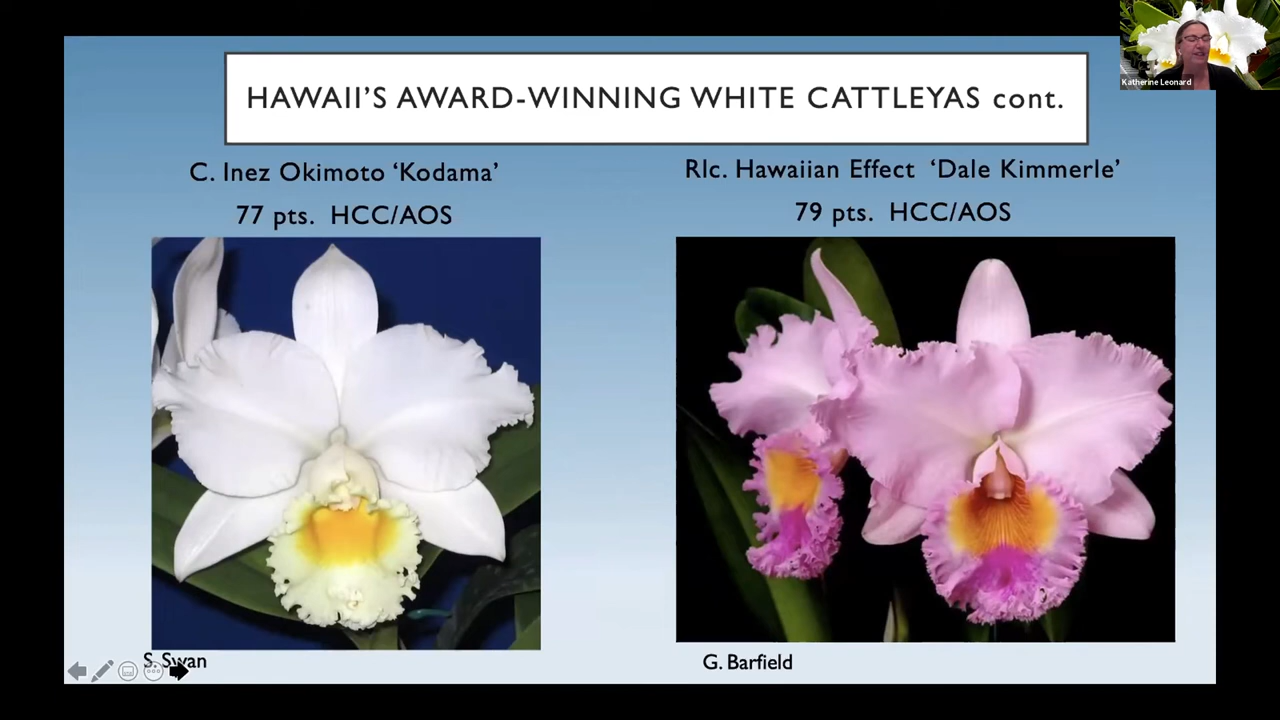 HAWAII'S AWARD-WINNING WHITE CATTLEYAS cont.
Katherine Leonard
C. Inez Okimoto ‘Kodama’
77 pts. HCC/AOS
Rlc. Hawaiian Effect ‘Dale Kimmerle’
79 pts. HCC/AOS
S. Swan
G. Barfield